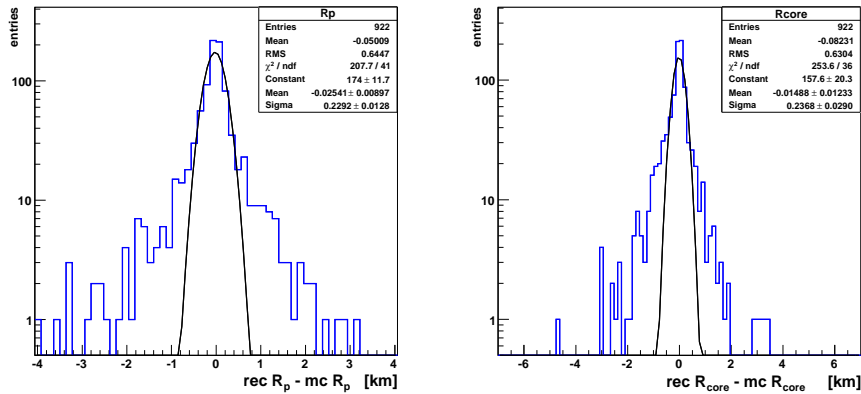 Rp
Entries 922
Mean -0.05009
RMS 0.6447
χ² / ndf 207.7 / 41
Constant 174 ± 11.7
Mean -0.02541 ± 0.00897
Sigma 0.2292 ± 0.0128
entries
100
10
1
-4 -3 -2 -1 0 1 2 3 4
rec R_p - mc R_p [km]
Rcore
Entries 922
Mean -0.08231
RMS 0.6304
χ² / ndf 253.6 / 36
Constant 157.6 ± 20.3
Mean -0.01488 ± 0.01233
Sigma 0.2368 ± 0.0290
entries
100
10
1
-6 -4 -2 0 2 4 6
rec R_core - mc R_core [km]